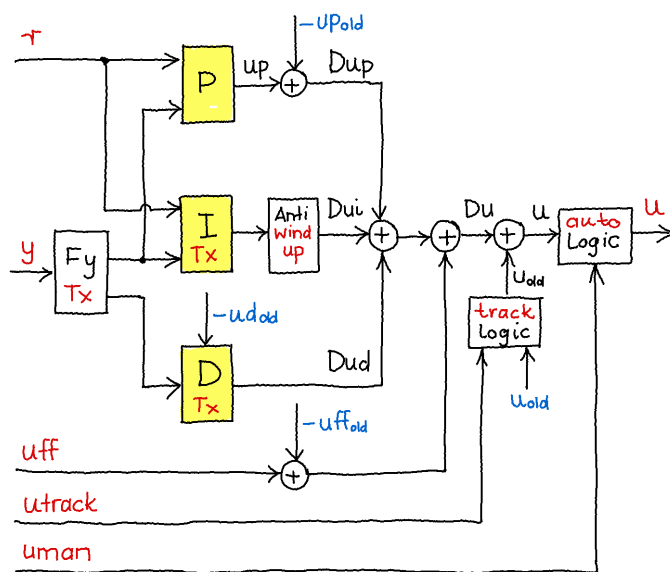 r
-upold
P
up
Dup
y
Fy
Tx
I
Tx
Anti
wind
up
Dui
Du
u
auto
Logic
u
uold
track
Logic
uold
-udold
D
Tx
Dud
-uffold
uff
utrack
uman